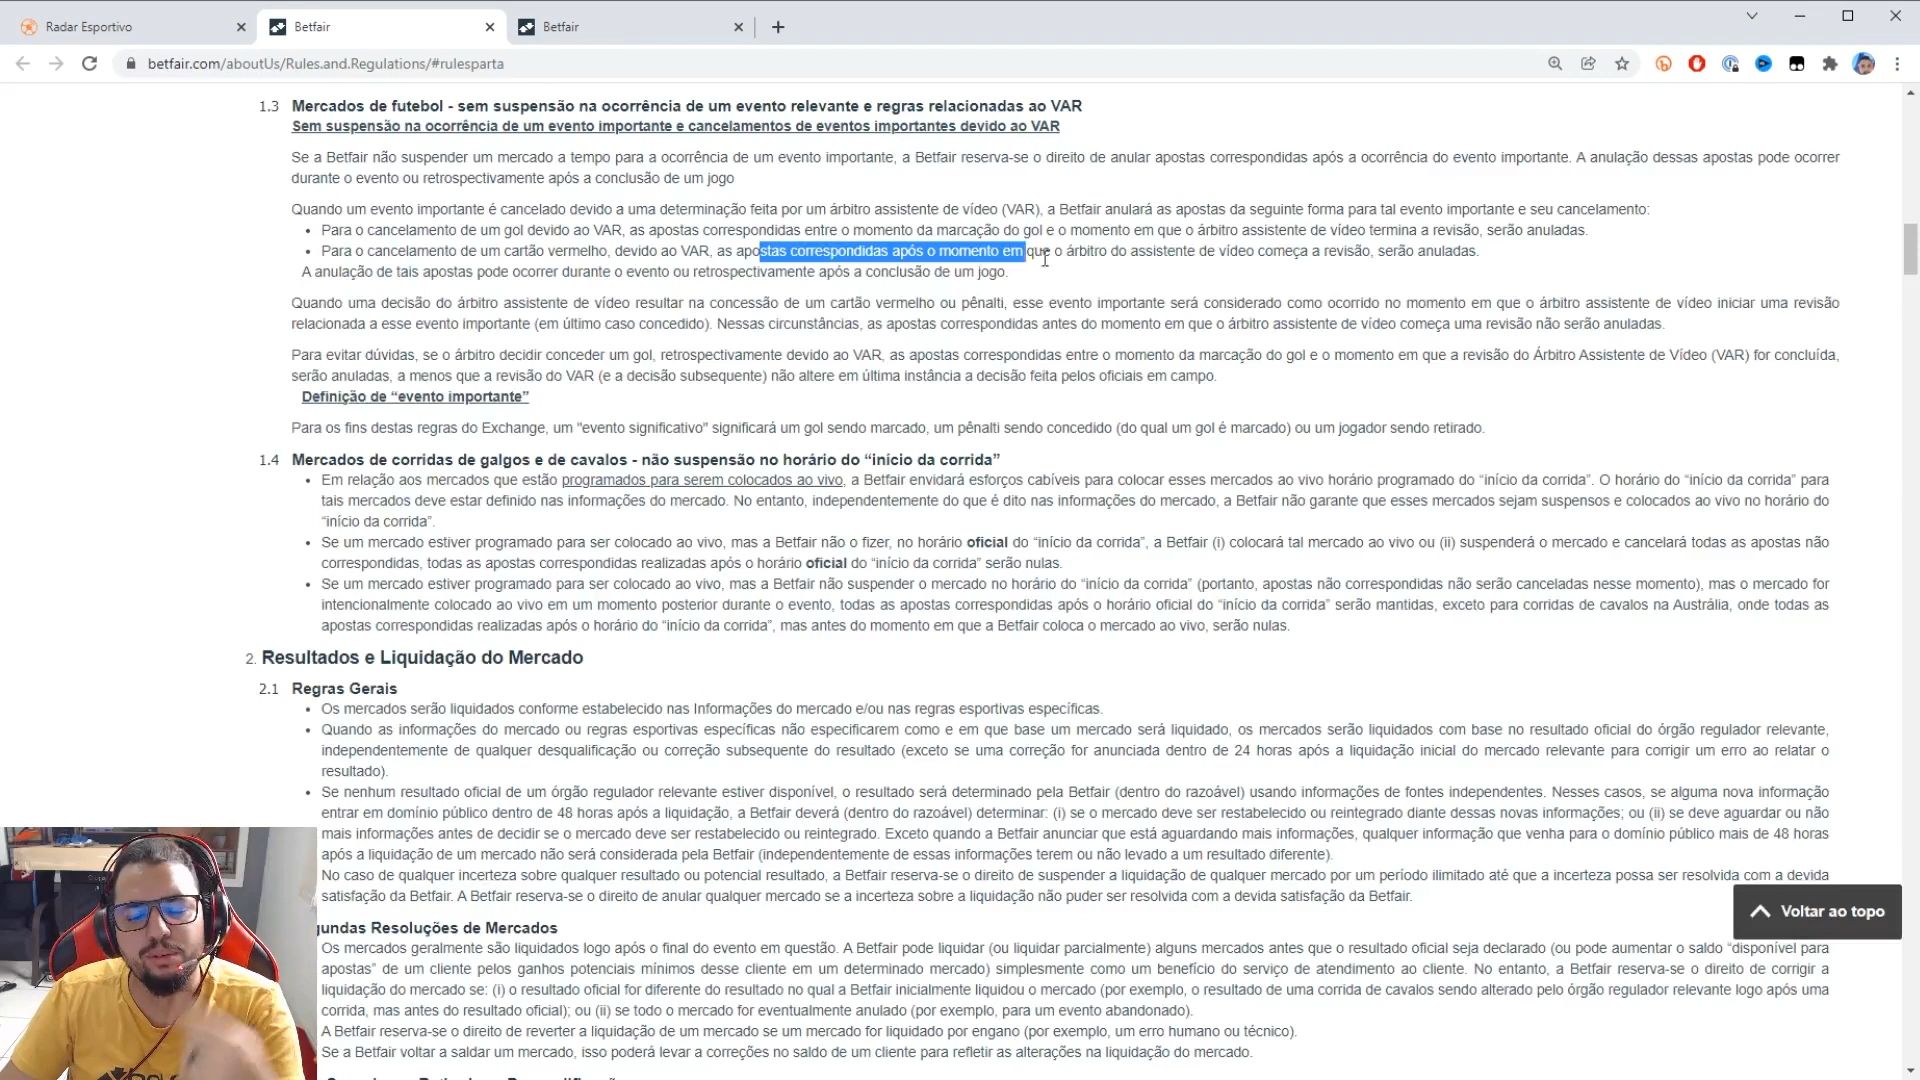 Radar Esportivo
Betfair
Betfair
betfair.com/aboutUs/Rules.and.Regulations/#rulesparta
1.3 Mercados de futebol - sem suspensão na ocorrência de um evento relevante e regras relacionadas ao VAR
Sem suspensão na ocorrência de um evento importante e cancelamentos de eventos importantes devido ao VAR
Se a Betfair não suspender um mercado a tempo para a ocorrência de um evento importante, a Betfair reserva-se o direito de anular apostas correspondidas após a ocorrência do evento importante. A anulação dessas apostas pode ocorrer
durante o evento ou retrospectivamente após a conclusão de um jogo
Quando um evento importante é cancelado devido a uma determinação feita por um árbitro assistente de vídeo (VAR), a Betfair anulará as apostas da seguinte forma para tal evento importante e seu cancelamento:
• Para o cancelamento de um gol devido ao VAR, as apostas correspondidas entre o momento da marcação do gol e o momento em que o árbitro assistente de vídeo termina a revisão, serão anuladas.
• Para o cancelamento de um cartão vermelho, devido ao VAR, as apostas correspondidas após o momento em que o árbitro do assistente de vídeo começa a revisão, serão anuladas.
A anulação de tais apostas pode ocorrer durante o evento ou retrospectivamente após a conclusão de um jogo.
Quando uma decisão do árbitro assistente de vídeo resultar na concessão de um cartão vermelho ou pênalti, esse evento importante será considerado como ocorrido no momento em que o árbitro assistente de vídeo iniciar uma revisão
relacionada a esse evento importante (em último caso concedido). Nessas circunstâncias, as apostas correspondidas antes do momento em que o árbitro assistente de vídeo começa uma revisão não serão anuladas.
Para evitar dúvidas, se o árbitro decidir conceder um gol, retrospectivamente devido ao VAR, as apostas correspondidas entre o momento da marcação do gol e o momento em que a revisão do Árbitro Assistente de Vídeo (VAR) for concluída,
serão anuladas, a menos que a revisão do VAR (e a decisão subsequente) não altere em última instância a decisão feita pelos oficiais em campo.
Definição de “evento importante”
Para os fins destas regras do Exchange, um "evento significativo" significará um gol sendo marcado, um pênalti sendo concedido (do qual um gol é marcado) ou um jogador sendo retirado.
1.4 Mercados de corridas de galgos e de cavalos - não suspensão no horário do “início da corrida”
• Em relação aos mercados que estão programados para serem colocados ao vivo, a Betfair envidará esforços cabíveis para colocar esses mercados ao vivo horário programado do “início da corrida”. O horário do “início da corrida” para
tais mercados deve estar definido nas informações do mercado. No entanto, independentemente do que é dito nas informações do mercado, a Betfair não garante que esses mercados sejam suspensos e colocados ao vivo no horário do
“início da corrida”.
• Se um mercado estiver programado para ser colocado ao vivo, mas a Betfair não o fizer, no horário oficial do “início da corrida”, a Betfair (i) colocará tal mercado ao vivo ou (ii) suspenderá o mercado e cancelará todas as apostas não
correspondidas, todas as apostas correspondidas realizadas após o horário oficial do “início da corrida” serão nulas.
• Se um mercado estiver programado para ser colocado ao vivo, mas a Betfair não suspender o mercado no horário do “início da corrida” (portanto, apostas não correspondidas não serão canceladas nesse momento), mas o mercado for
intencionalmente colocado ao vivo em um momento posterior durante o evento, todas as apostas correspondidas após o horário oficial do “início da corrida” serão mantidas, exceto para corridas de cavalos na Austrália, onde todas as
apostas correspondidas realizadas após o horário do “início da corrida”, mas antes do momento em que a Betfair coloca o mercado ao vivo, serão nulas.
2. Resultados e Liquidação do Mercado
2.1 Regras Gerais
• Os mercados serão liquidados conforme estabelecido nas Informações do mercado e/ou nas regras esportivas específicas.
• Quando as informações do mercado ou regras esportivas específicas não especificarem como e em que base um mercado será liquidado, os mercados serão liquidados com base no resultado oficial do órgão regulador relevante,
independentemente de qualquer desqualificação ou correção subsequente do resultado (exceto se uma correção for anunciada dentro de 24 horas após a liquidação inicial do mercado relevante para corrigir um erro ao relatar o
resultado).
• Se nenhum resultado oficial de um órgão regulador relevante estiver disponível, o resultado será determinado pela Betfair (dentro do razoável) usando informações de fontes independentes. Nesses casos, se alguma nova informação
entrar em domínio público dentro de 48 horas após a liquidação, a Betfair deverá (dentro do razoável) determinar: (i) se o mercado deve ser restabelecido ou reintegrado diante dessas novas informações; ou (ii) se deve aguardar ou não
mais informações antes de decidir se o mercado deve ser restabelecido ou reintegrado. Exceto quando a Betfair anunciar que está aguardando mais informações, qualquer informação que venha para o domínio público mais de 48 horas
após a liquidação de um mercado não será considerada pela Betfair (independentemente de essas informações terem ou não levado a um resultado diferente).
No caso de qualquer incerteza sobre qualquer resultado ou potencial resultado, a Betfair reserva-se o direito de suspender a liquidação de qualquer mercado por um período ilimitado até que a incerteza possa ser resolvida com a devida
satisfação da Betfair. A Betfair reserva-se o direito de anular qualquer mercado se a incerteza sobre a liquidação não puder ser resolvida com a devida satisfação da Betfair.
Voltar ao topo
gundas Resoluções de Mercados
Os mercados geralmente são liquidados logo após o final do evento em questão. A Betfair pode liquidar (ou liquidar parcialmente) alguns mercados antes que o resultado oficial seja declarado (ou pode aumentar o saldo “disponível para
apostas” de um cliente pelos ganhos potenciais mínimos desse cliente em um determinado mercado) simplesmente como um benefício do serviço de atendimento ao cliente. No entanto, a Betfair reserva-se o direito de corrigir a
liquidação do mercado se: (i) o resultado oficial for diferente do resultado no qual a Betfair inicialmente liquidou o mercado (por exemplo, o resultado de uma corrida de cavalos sendo alterado pelo órgão regulador relevante logo após uma
corrida, mas antes do resultado oficial); ou (ii) se todo o mercado for eventualmente anulado (por exemplo, para um evento abandonado).
A Betfair reserva-se o direito de reverter a liquidação de um mercado se um mercado for liquidado por engano (por exemplo, um erro humano ou técnico).
Se a Betfair voltar a saldar um mercado, isso poderá levar a correções no saldo de um cliente para refletir as alterações na liquidação do mercado.